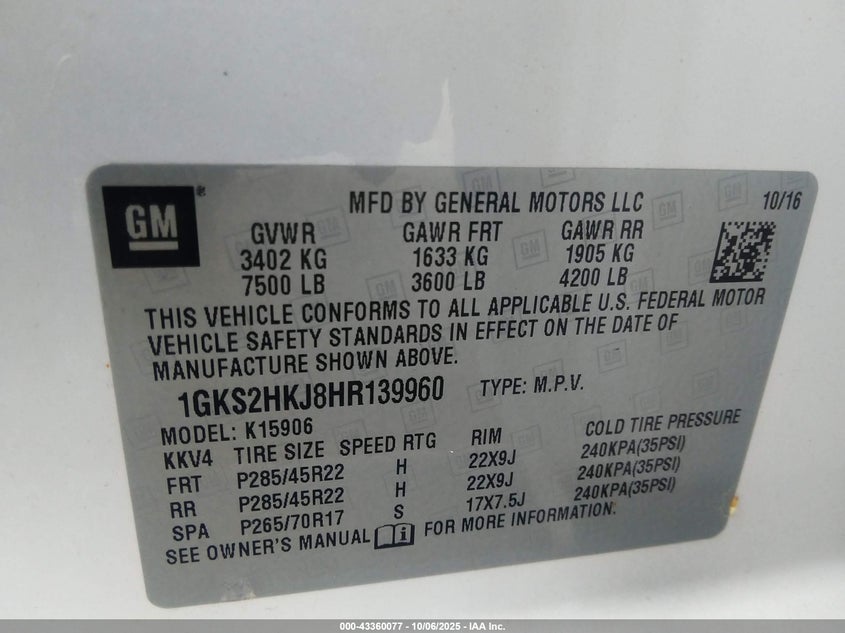 GM ®
MFD BY GENERAL MOTORS LLC 10/16
GVWR GAWR FRT GAWR RR
3402 KG 1633 KG 1905 KG
7500 LB 3600 LB 4200 LB
THIS VEHICLE CONFORMS TO ALL APPLICABLE U.S. FEDERAL MOTOR
VEHICLE SAFETY STANDARDS IN EFFECT ON THE DATE OF
MANUFACTURE SHOWN ABOVE.
1GKS2HKJ8HR139960 TYPE: M.P.V.
MODEL: K15906
KKV4 TIRE SIZE SPEED RTG RIM COLD TIRE PRESSURE
FRT P285/45R22 H 22X9J 240KPA(35PSI)
RR P285/45R22 H 22X9J 240KPA(35PSI)
SPA P265/70R17 S 17X7.5J 240KPA(35PSI)
SEE OWNER'S MANUAL FOR MORE INFORMATION.
000-43360077 - 10/06/2025 - IAA Inc.